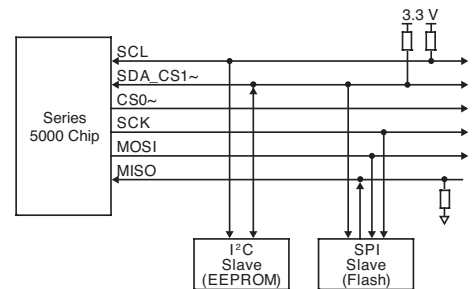 3.3 V
SCL
SDA_CS1~
CS0~
SCK
MOSI
MISO
Series
5000 Chip
I²C
Slave
(EEPROM)
SPI
Slave
(Flash)